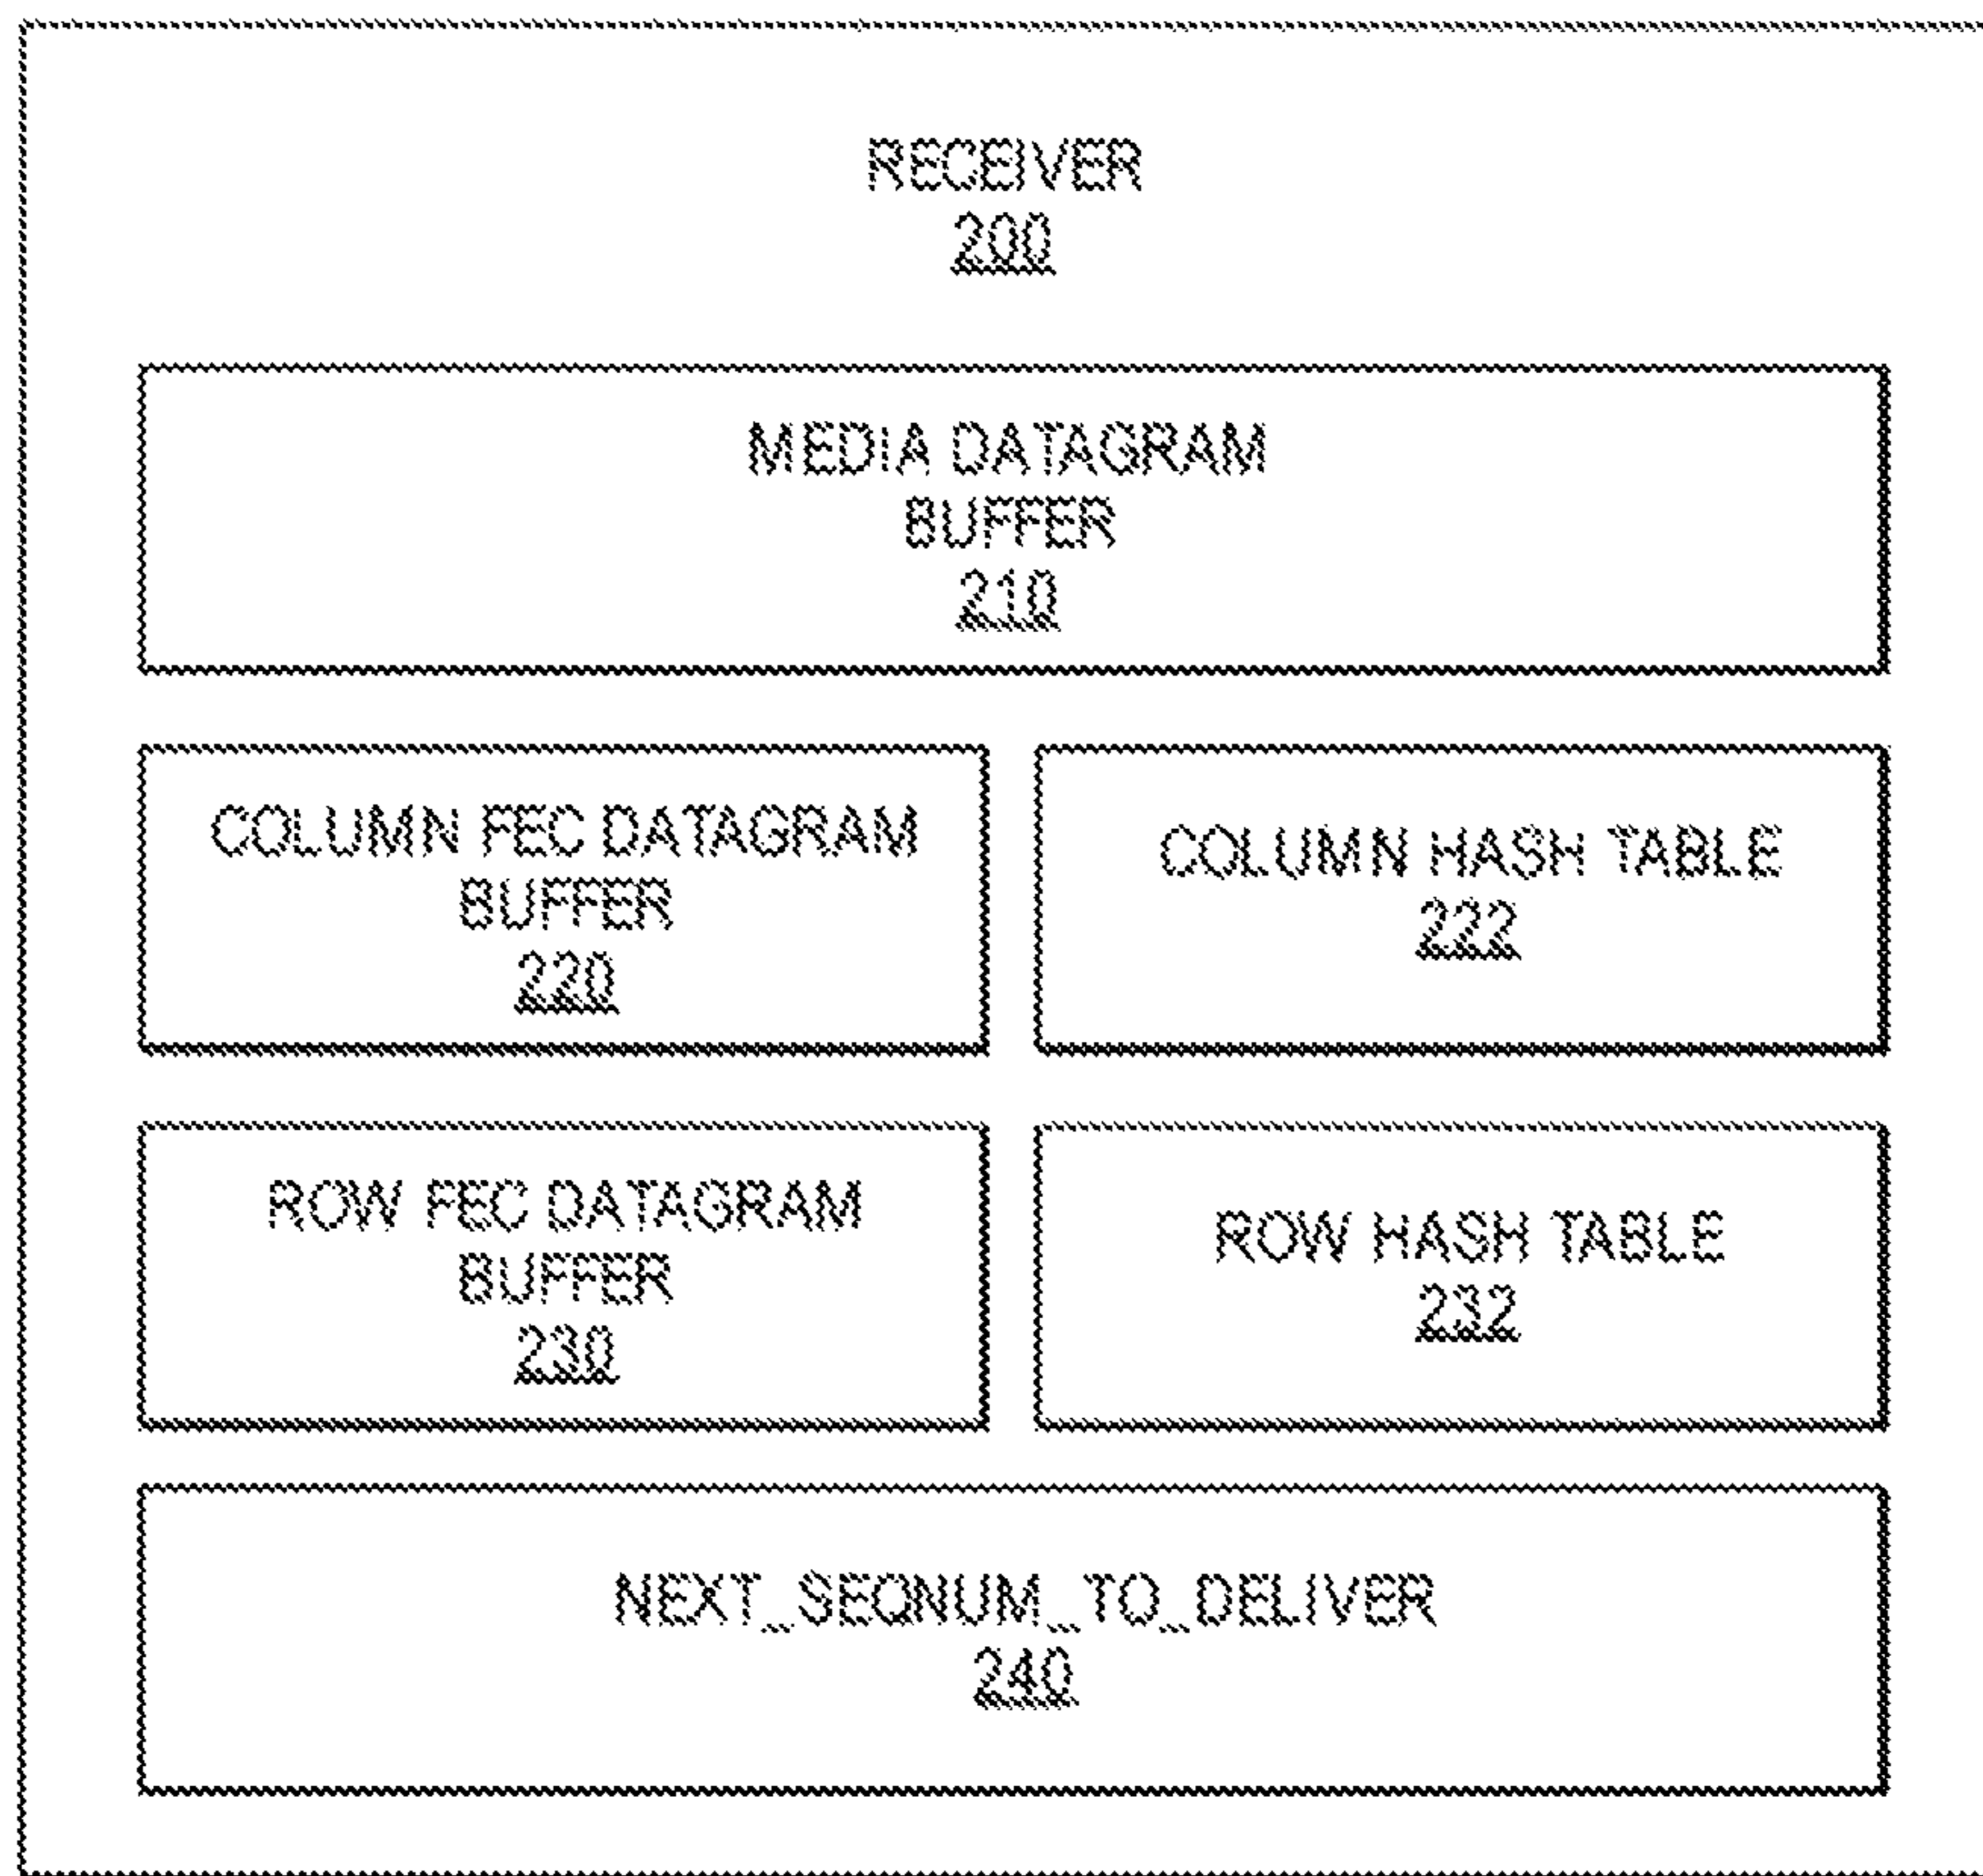 RECEIVER
200
MEDIA DATAGRAM
BUFFER
210
COLUMN FEC DATAGRAM
BUFFER
220
COLUMN HASH TABLE
222
ROW FEC DATAGRAM
BUFFER
230
ROW HASH TABLE
232
NEXT_SEQNUM_TO_DELIVER
240